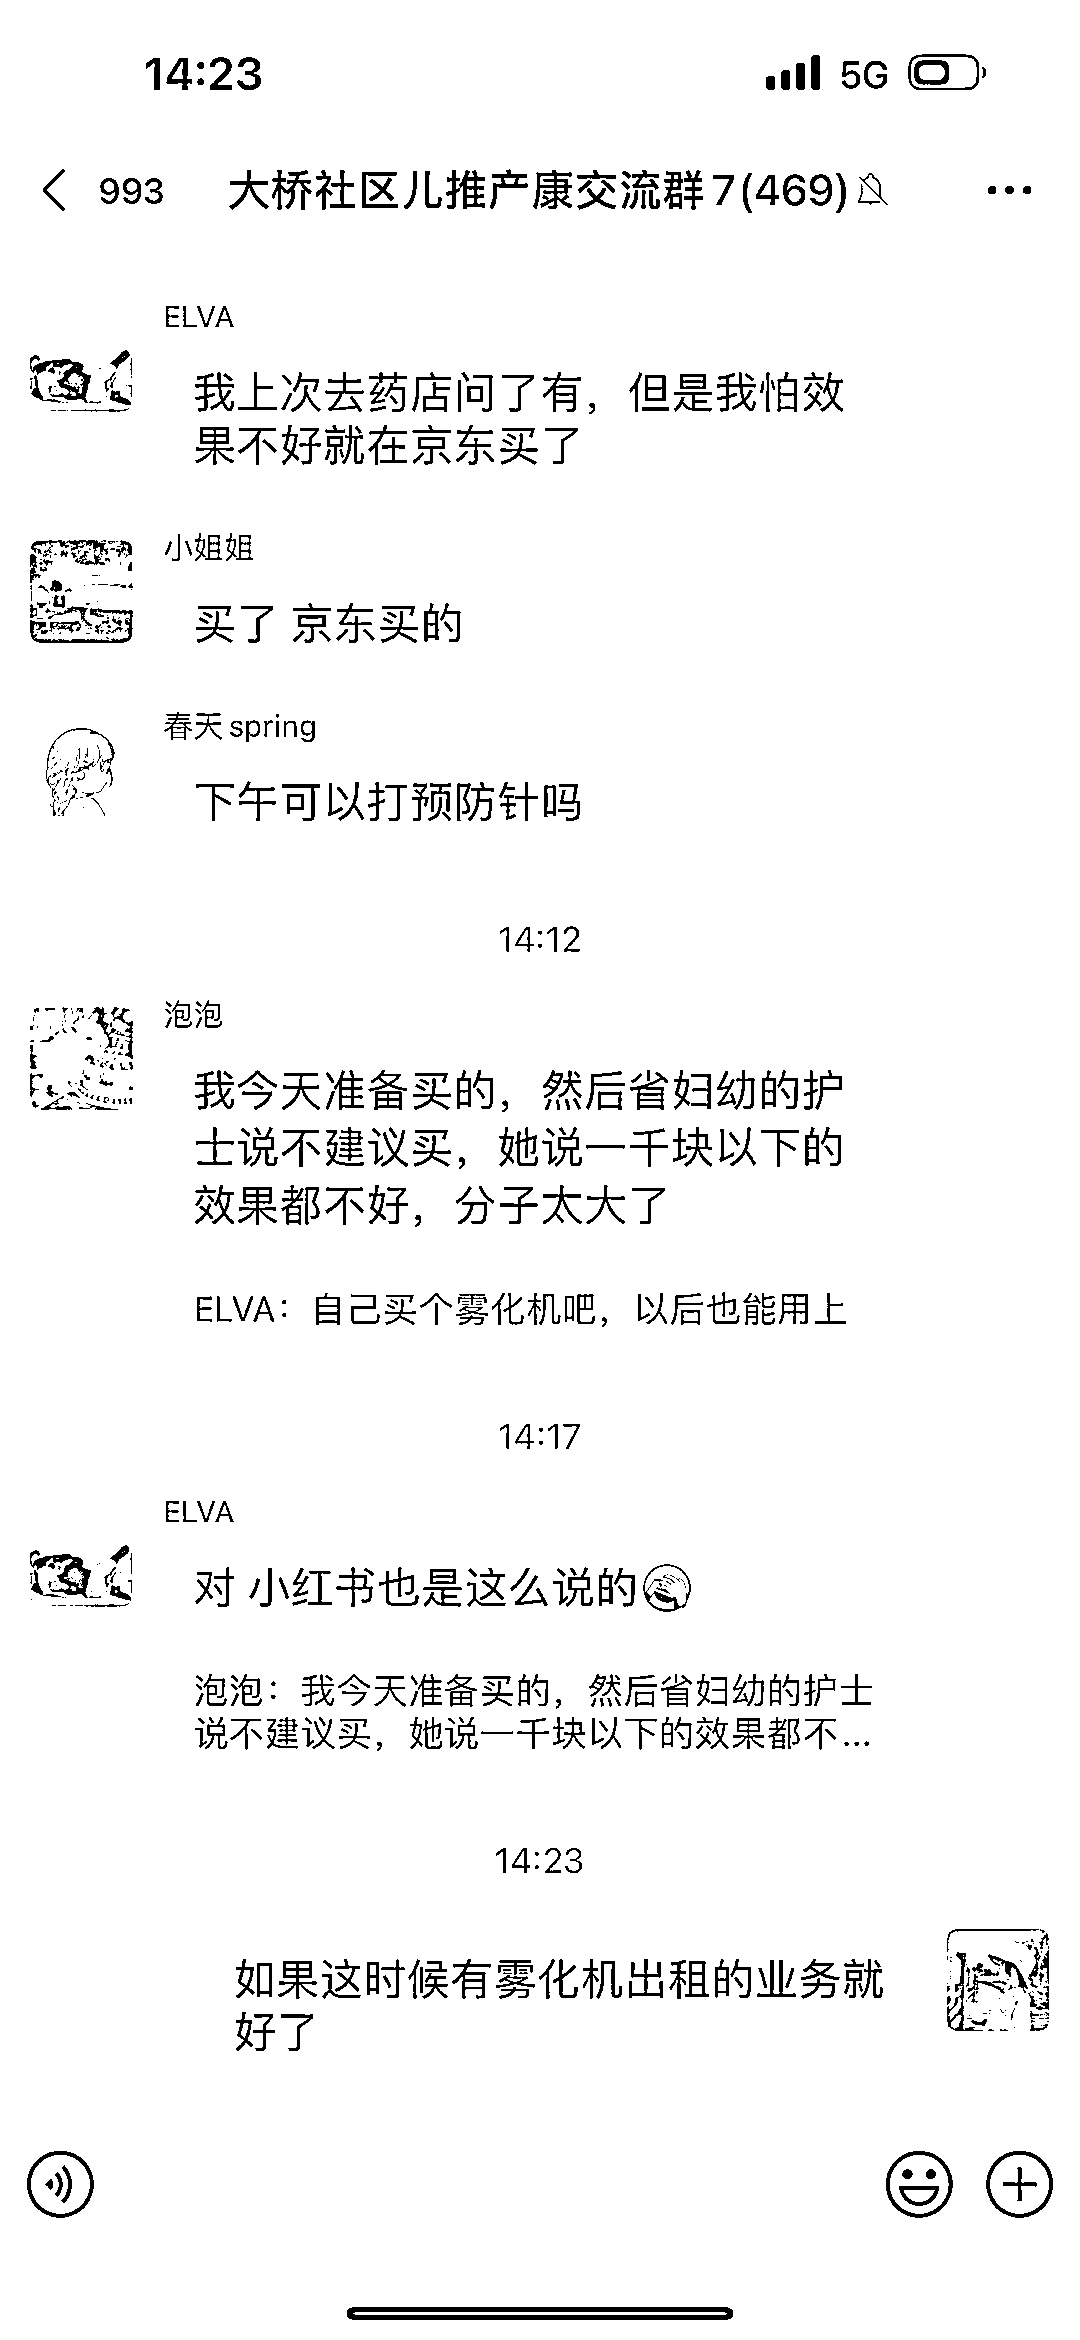 14:23 5G
993 大桥社区儿推产康交流群7(469)
ELVA
我上次去药店问了有，但是我怕效
果不好就在京东买了
小姐姐
买了 京东买的
春天spring
下午可以打预防针吗
14:12
泡泡
我今天准备买的，然后省妇幼的护
士说不建议买，她说一千块以下的
效果都不好，分子太大了
ELVA：自己买个雾化机吧，以后也能用上
14:17
ELVA
对 小红书也是这么说的
泡泡：我今天准备买的，然后省妇幼的护士
说不建议买，她说一千块以下的效果都不...
14:23
如果这时候有雾化机出租的业务就
好了